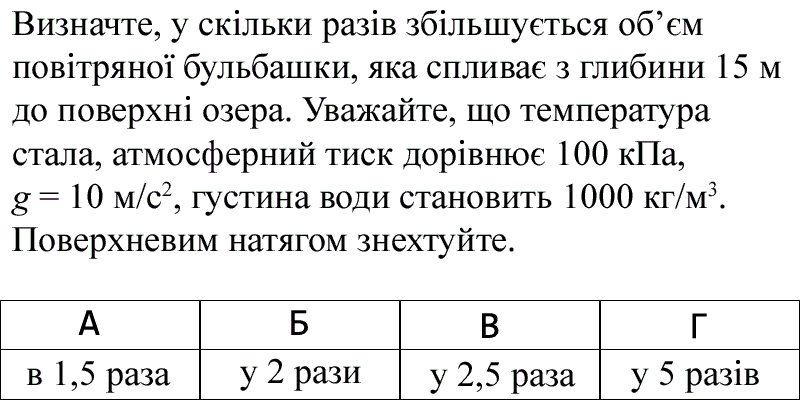 Визначте, у скільки разів збільшується об’єм
повітряної бульбашки, яка спливає з глибини 15 м
до поверхні озера. Уважайте, що температура
стала, атмосферний тиск дорівнює 100 кПа,
g = 10 м/с², густина води становить 1000 кг/м³.
Поверхневим натягом знехтуйте.
А Б В Г
в 1,5 раза у 2 рази у 2,5 раза у 5 разів